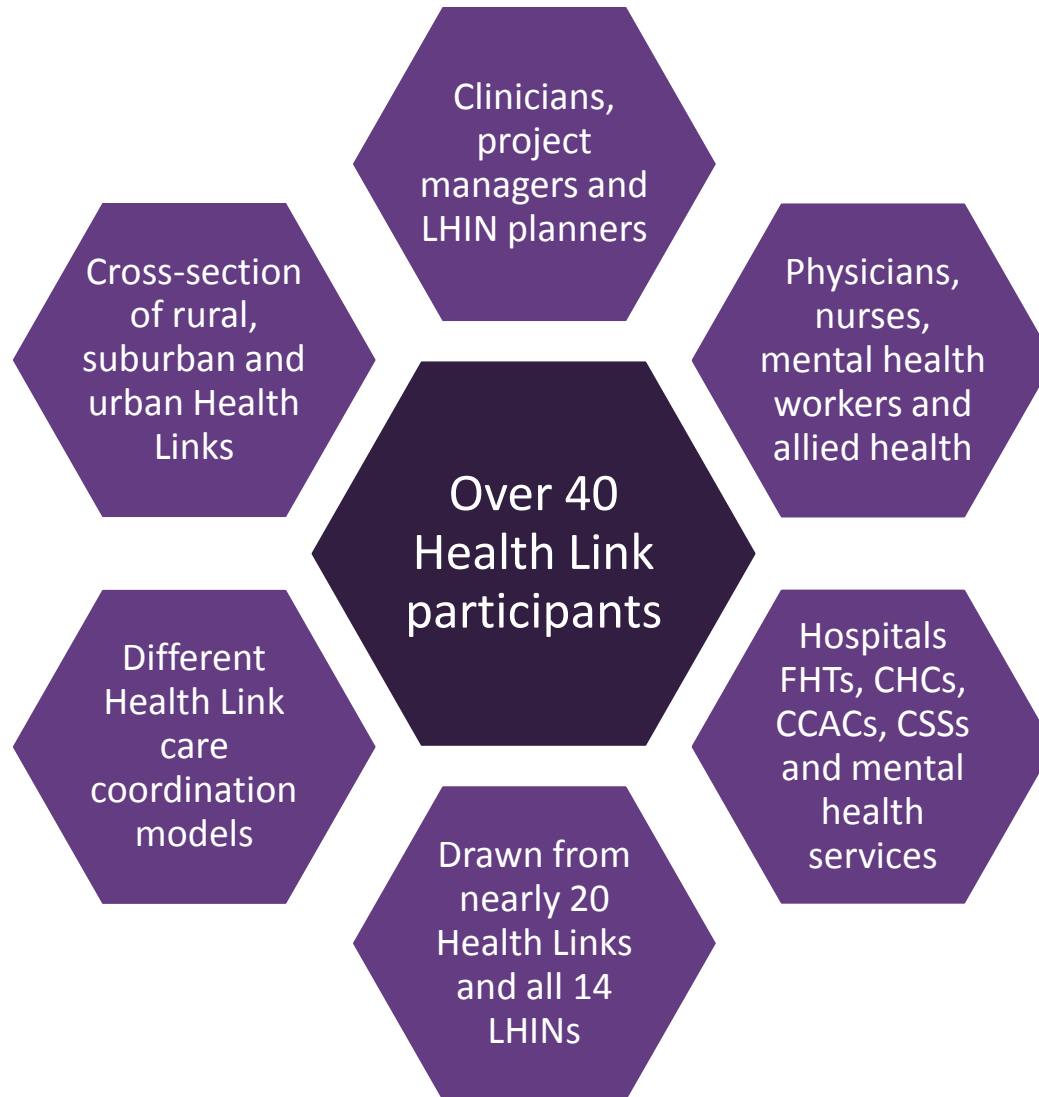 Clinicians,
project
managers and
LHIN planners
Physicians,
nurses,
mental health
workers and
allied health
Hospitals
FHTs, CHCs,
CCACs, CSSs
and mental
health
services
Drawn from
nearly 20
Health Links
and all 14
LHINs
Different
Health Link
care
coordination
models
Cross-section
of rural,
suburban and
urban Health
Links
Over 40
Health Link
participants